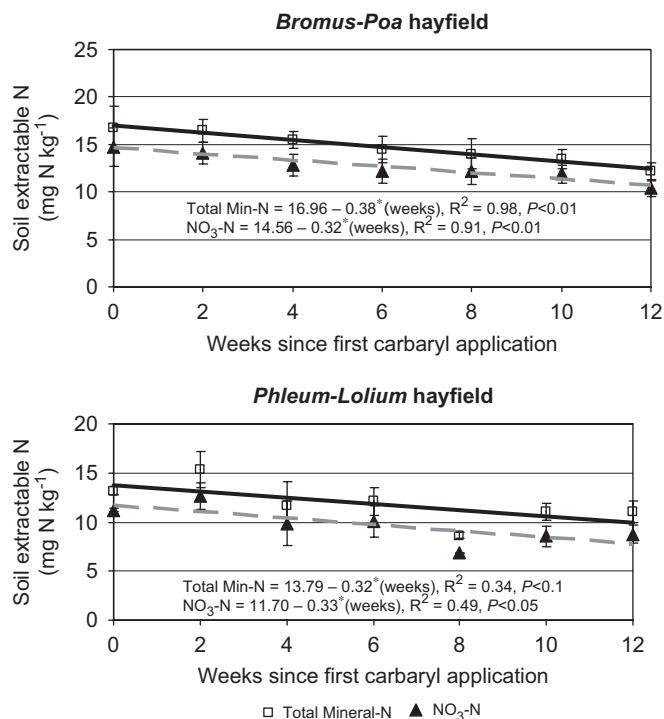 Bromus-Poa hayfield
25
20
15
10
5
0
Soil extractable N
(mg N kg⁻¹)
Total Min-N = 16.96 – 0.38*(weeks), R² = 0.98, P<0.01
NO₃-N = 14.56 – 0.32*(weeks), R² = 0.91, P<0.01
0 2 4 6 8 10 12
Weeks since first carbaryl application
Phleum-Lolium hayfield
20
15
10
5
0
Soil extractable N
(mg N kg⁻¹)
Total Min-N = 13.79 – 0.32*(weeks), R² = 0.34, P<0.1
NO₃-N = 11.70 – 0.33*(weeks), R² = 0.49, P<0.05
0 2 4 6 8 10 12
Weeks since first carbaryl application
Total Mineral-N NO₃-N